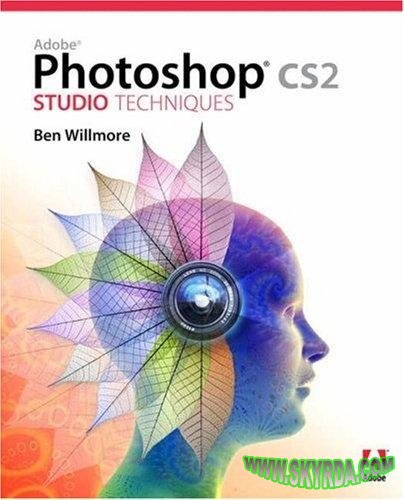 Adobe®
Photoshop® CS2
STUDIO TECHNIQUES
Ben Willmore
WWW.SKYRDA.COM
Adobe